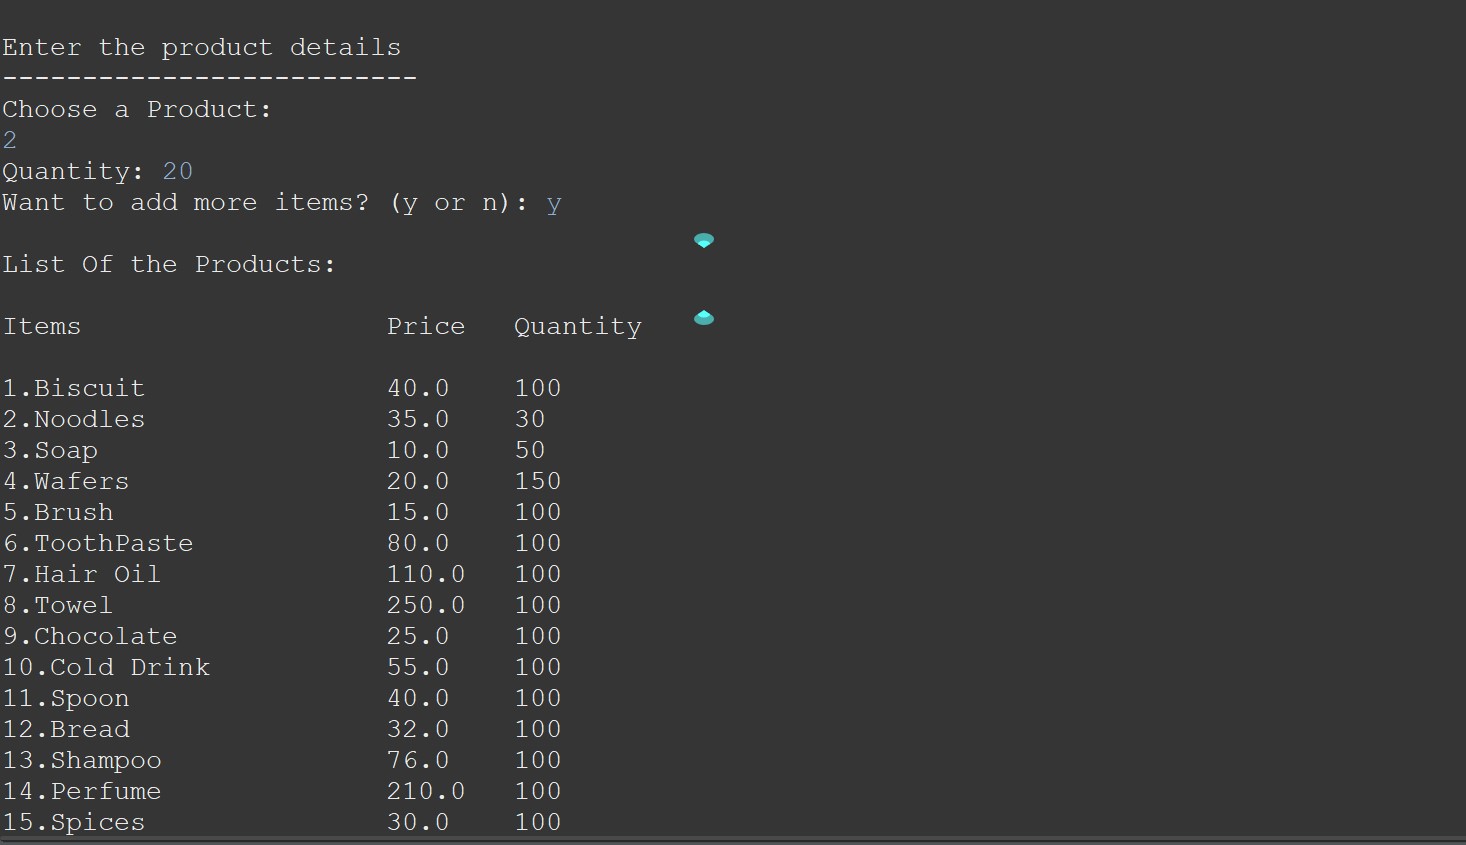 Enter the product details
--------------------------
Choose a Product:
2
Quantity: 20
Want to add more items? (y or n): y
List Of the Products:
Items Price Quantity
1.Biscuit 40.0 100
2.Noodles 35.0 30
3.Soap 10.0 50
4.Wafers 20.0 150
5.Brush 15.0 100
6.ToothPaste 80.0 100
7.Hair Oil 110.0 100
8.Towel 250.0 100
9.Chocolate 25.0 100
10.Cold Drink 55.0 100
11.Spoon 40.0 100
12.Bread 32.0 100
13.Shampoo 76.0 100
14.Perfume 210.0 100
15.Spices 30.0 100